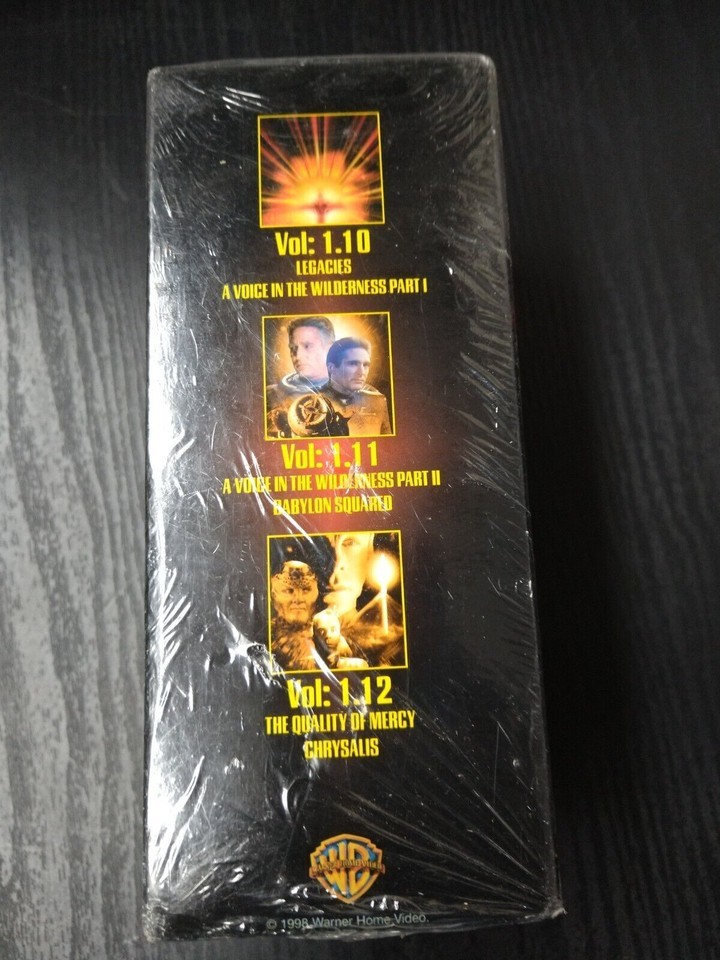 Vol: 1.10
LEGACIES
A VOICE IN THE WILDERNESS PART I
Vol: 1.11
A VOICE IN THE WILDERNESS PART II
BABYLON SQUARED
Vol: 1.12
THE QUALITY OF MERCY
CHRYSALIS
WB
© 1998 Warner Home Video.